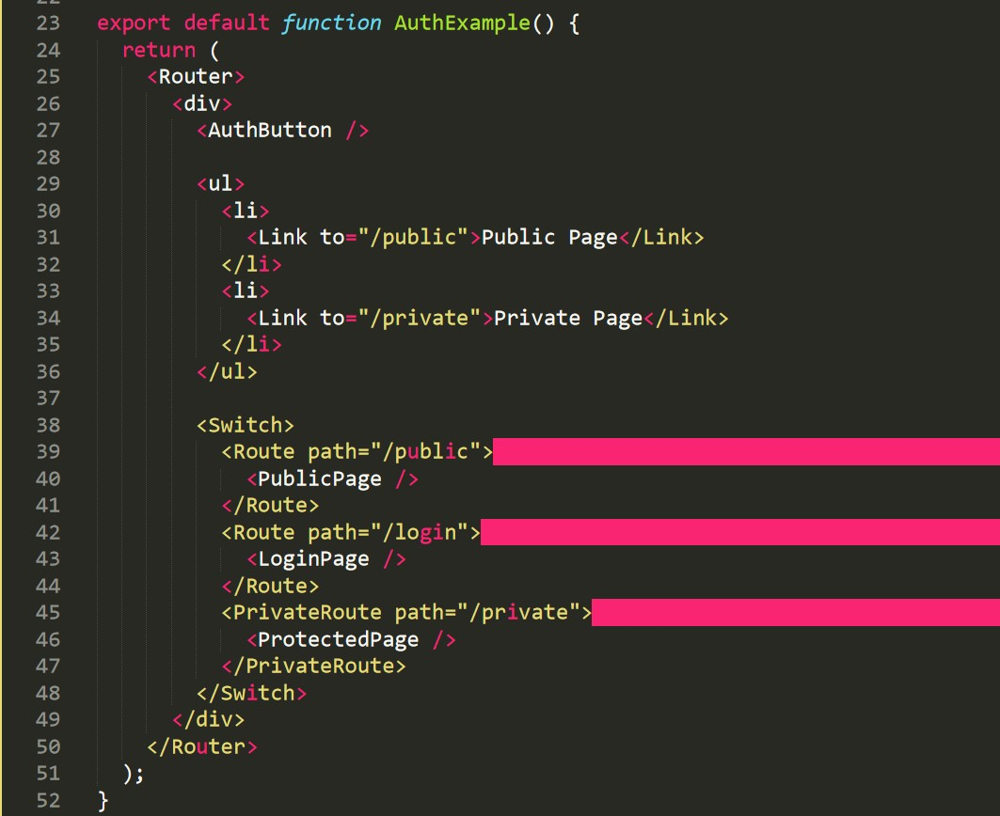 23 export default function AuthExample() {
24 return (
25 <Router>
26 <div>
27 <AuthButton />
28
29 <ul>
30 <li>
31 <Link to="/public">Public Page</Link>
32 </li>
33 <li>
34 <Link to="/private">Private Page</Link>
35 </li>
36 </ul>
37
38 <Switch>
39 <Route path="/public">
40 <PublicPage />
41 </Route>
42 <Route path="/login">
43 <LoginPage />
44 </Route>
45 <PrivateRoute path="/private">
46 <ProtectedPage />
47 </PrivateRoute>
48 </Switch>
49 </div>
50 </Router>
51 );
52 }